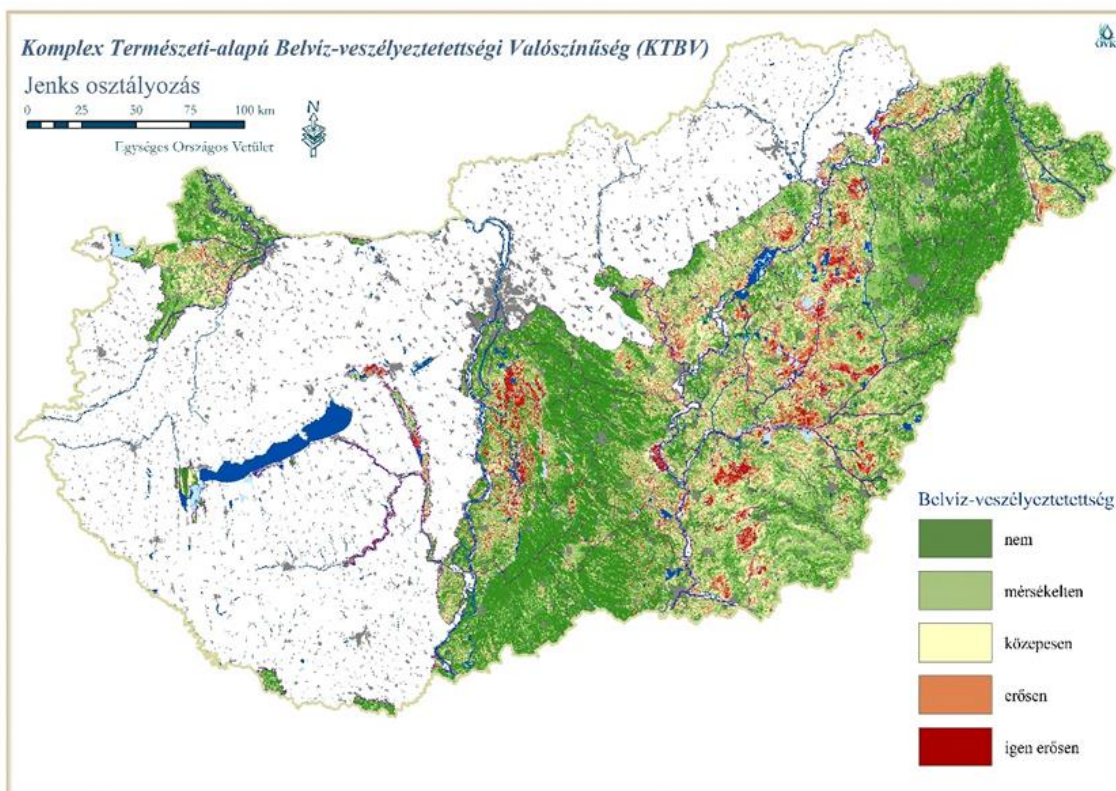 Komplex Természeti-alapú Belvíz-veszélyeztetettségi Valószínűség (KTBV)
Jenks osztályozás
0 25 50 75 100 km
Egységes Országos Vetület
N
OVF
Belvíz-veszélyeztetettség
nem
mérsékelten
közepesen
erősen
igen erősen